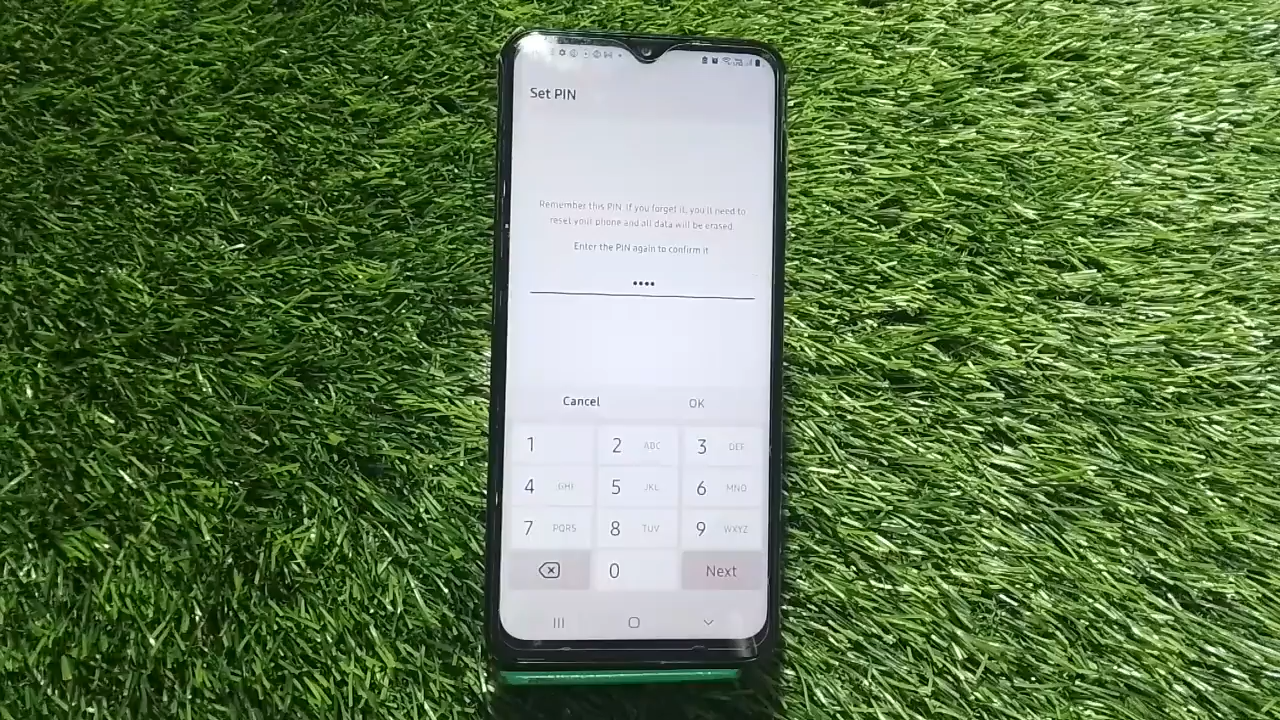 Set PIN
Remember this PIN. If you forget it, you'll need to
reset your phone and all data will be erased.
Enter the PIN again to confirm it
••••
Cancel OK
1 2 ABC 3 DEF
4 GHI 5 JKL 6 MNO
7 PQRS 8 TUV 9 WXYZ
0 Next